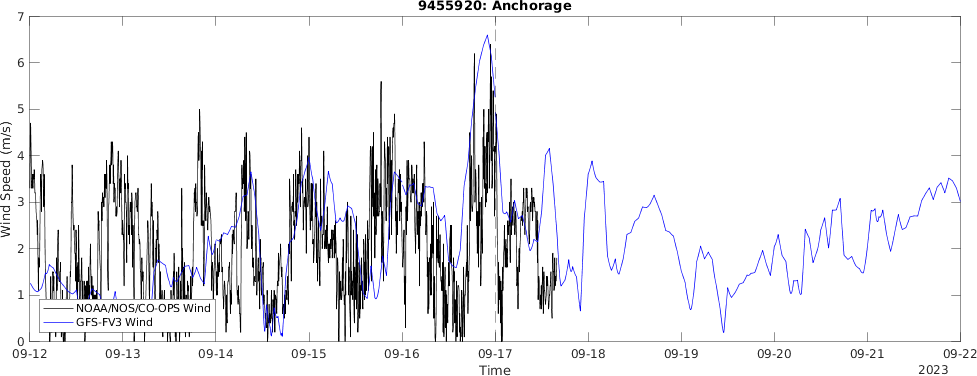 9455920: Anchorage
Wind Speed (m/s)
7
6
5
4
3
2
1
0
NOAA/NOS/CO-OPS Wind
GFS-FV3 Wind
09-12 09-13 09-14 09-15 09-16 09-17 09-18 09-19 09-20 09-21 09-22
Time
2023